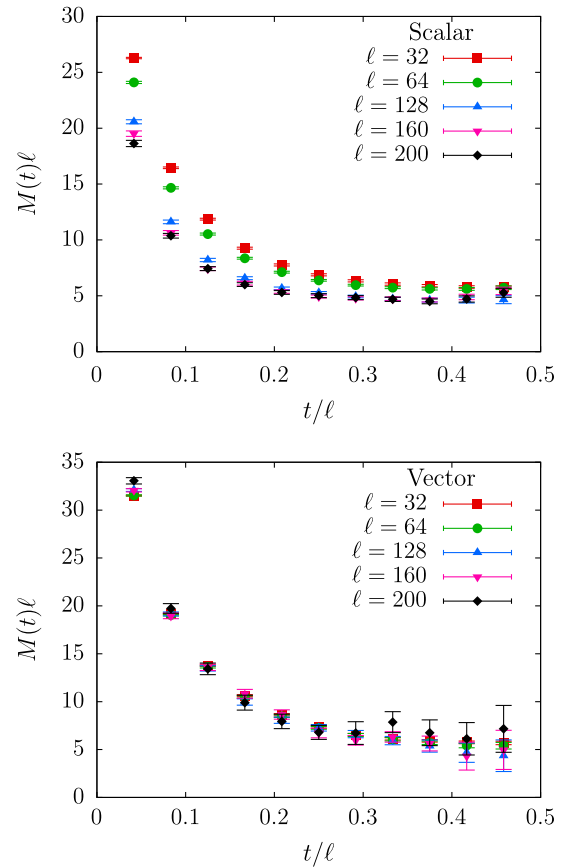 30
25
20
15
10
5
0
M(t)ℓ
Scalar
ℓ = 32
ℓ = 64
ℓ = 128
ℓ = 160
ℓ = 200
0 0.1 0.2 0.3 0.4 0.5
t/ℓ
35
30
25
20
15
10
5
0
M(t)ℓ
Vector
ℓ = 32
ℓ = 64
ℓ = 128
ℓ = 160
ℓ = 200
0 0.1 0.2 0.3 0.4 0.5
t/ℓ